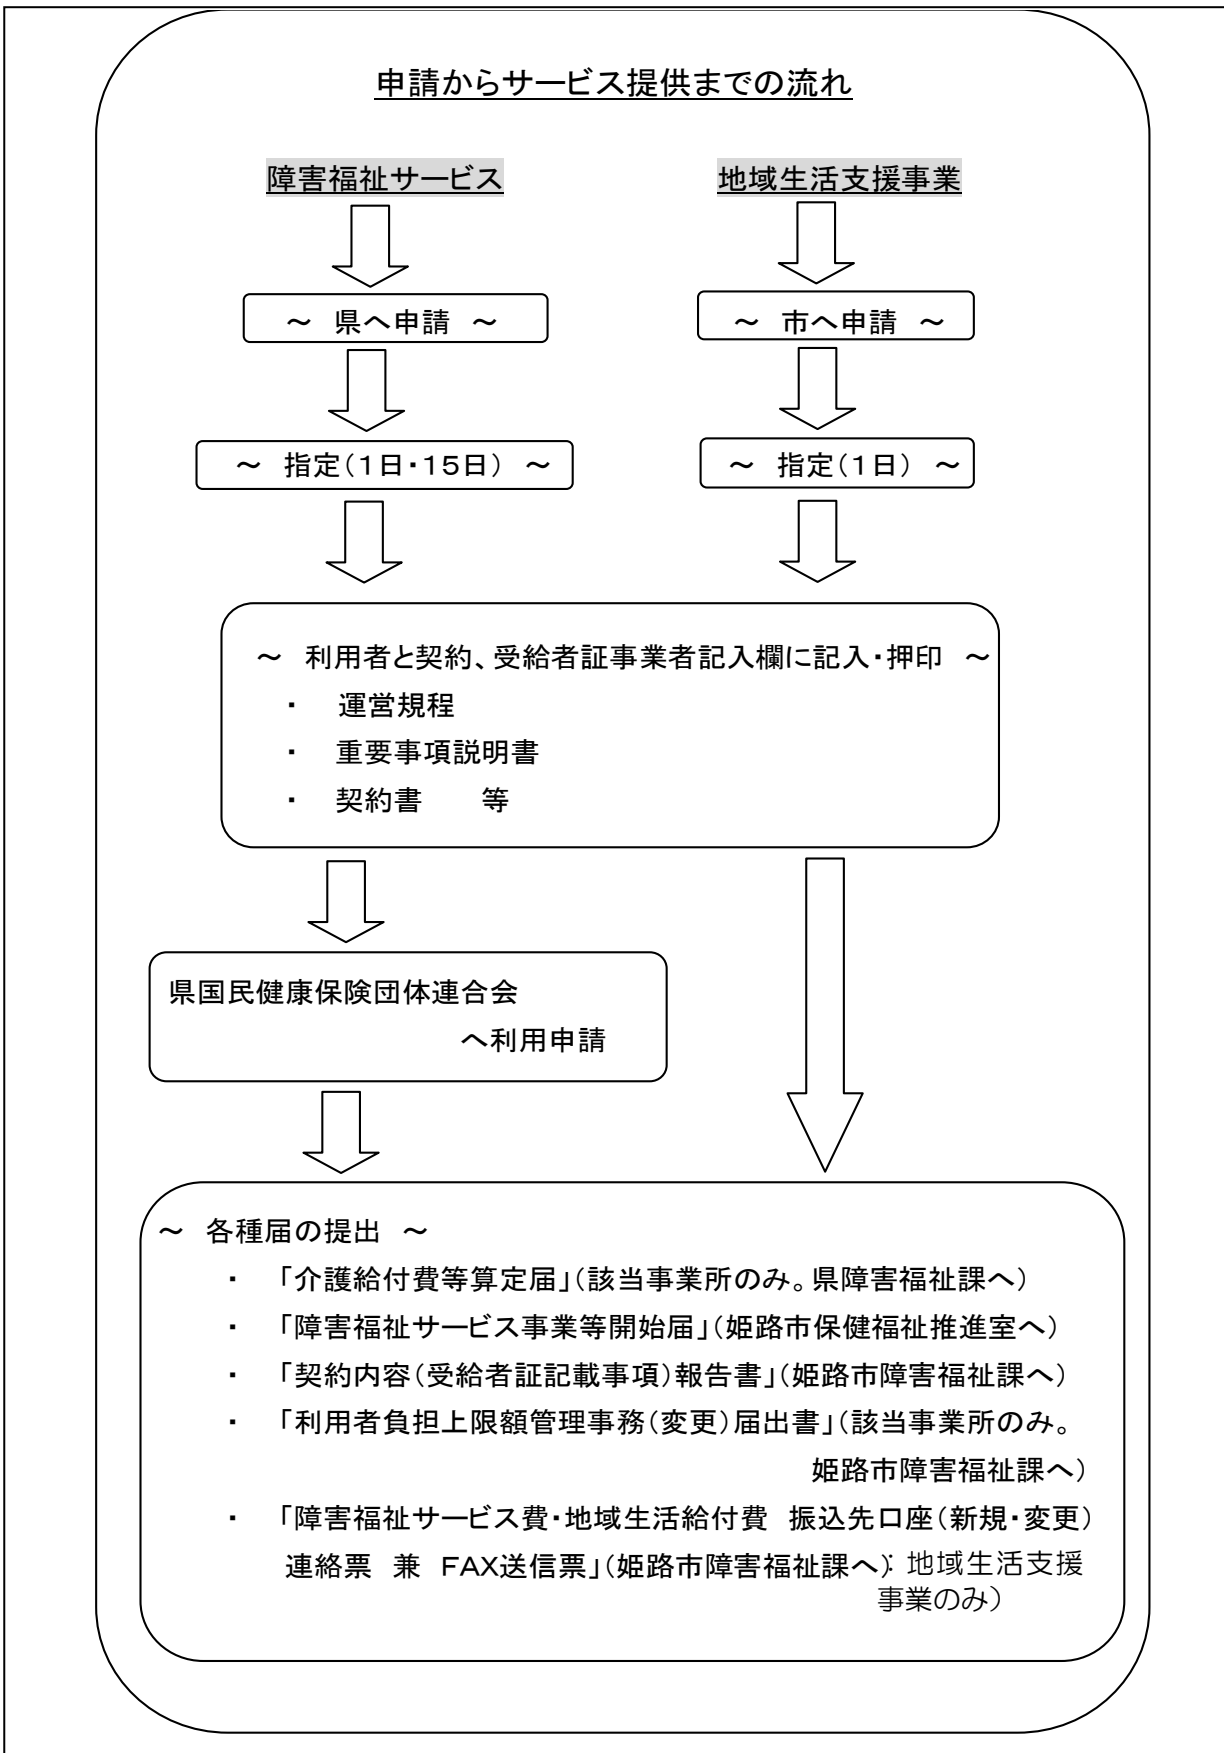 申請からサービス提供までの流れ
障害福祉サービス
地域生活支援事業
～　県へ申請　～
～　市へ申請　～
～　指定（１日・１５日）　～
～　指定（１日）　～
～　利用者と契約、受給者証事業者記入欄に記入・押印　～
・　運営規程
・　重要事項説明書
・　契約書　　等
県国民健康保険団体連合会
へ利用申請
～　各種届の提出　～
・　「介護給付費等算定届」（該当事業所のみ。県障害福祉課へ）
・　「障害福祉サービス事業等開始届」（姫路市保健福祉推進室へ）
・　「契約内容（受給者証記載事項）報告書」（姫路市障害福祉課へ）
・　「利用者負担上限額管理事務（変更）届出書」（該当事業所のみ。
姫路市障害福祉課へ）
・　「障害福祉サービス費・地域生活給付費　振込先口座（新規・変更）
連絡票　兼　ＦＡＸ送信票」（姫路市障害福祉課へ）：地域生活支援
事業のみ）